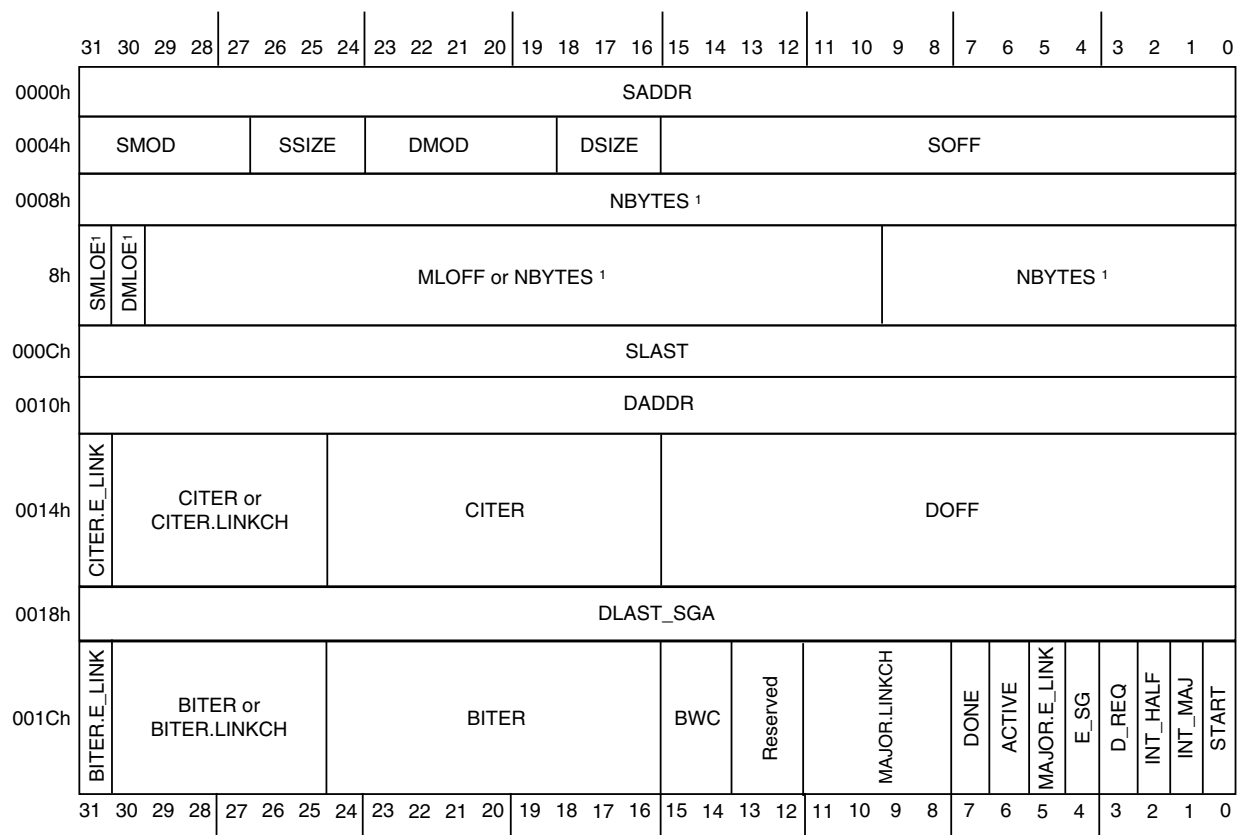 31 30 29 28 27 26 25 24 23 22 21 20 19 18 17 16 15 14 13 12 11 10 9 8 7 6 5 4 3 2 1 0
0000h SADDR
0004h SMOD SSIZE DMOD DSIZE SOFF
0008h NBYTES ¹
8h SMLOE¹ DMLOE¹ MLOFF or NBYTES ¹ NBYTES ¹
000Ch SLAST
0010h DADDR
0014h CITER.E_LINK CITER or
CITER.LINKCH CITER DOFF
0018h DLAST_SGA
001Ch BITER.E_LINK BITER or
BITER.LINKCH BITER BWC Reserved MAJOR.LINKCH DONE ACTIVE MAJOR.E_LINK E_SG D_REQ INT_HALF INT_MAJ START
31 30 29 28 27 26 25 24 23 22 21 20 19 18 17 16 15 14 13 12 11 10 9 8 7 6 5 4 3 2 1 0